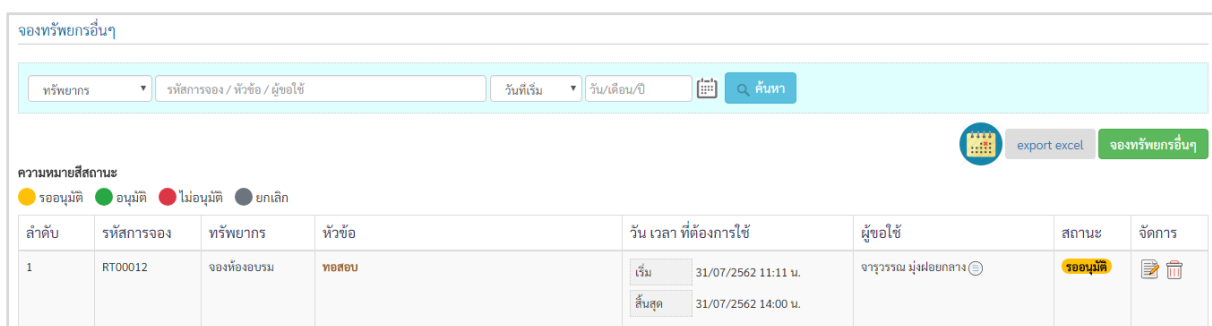 จองทรัพยกรอื่นๆ
ทรัพยากร รหัสการจอง / หัวข้อ / ผู้ขอใช้ วันที่เริ่ม วัน/เดือน/ปี ค้นหา
export excel จองทรัพยกรอื่นๆ
ความหมายสีสถานะ
รออนุมัติ อนุมัติ ไม่อนุมัติ ยกเลิก
ลำดับ รหัสการจอง ทรัพยกร หัวข้อ วัน เวลา ที่ต้องการใช้ ผู้ขอใช้ สถานะ จัดการ
1 RT00012 จองห้องอบรม ทอสอบ เริ่ม 31/07/2562 11:11 น. จารุวรรณ มุ่งฝอยกลาง รออนุมัติ
สิ้นสุด 31/07/2562 14:00 น.